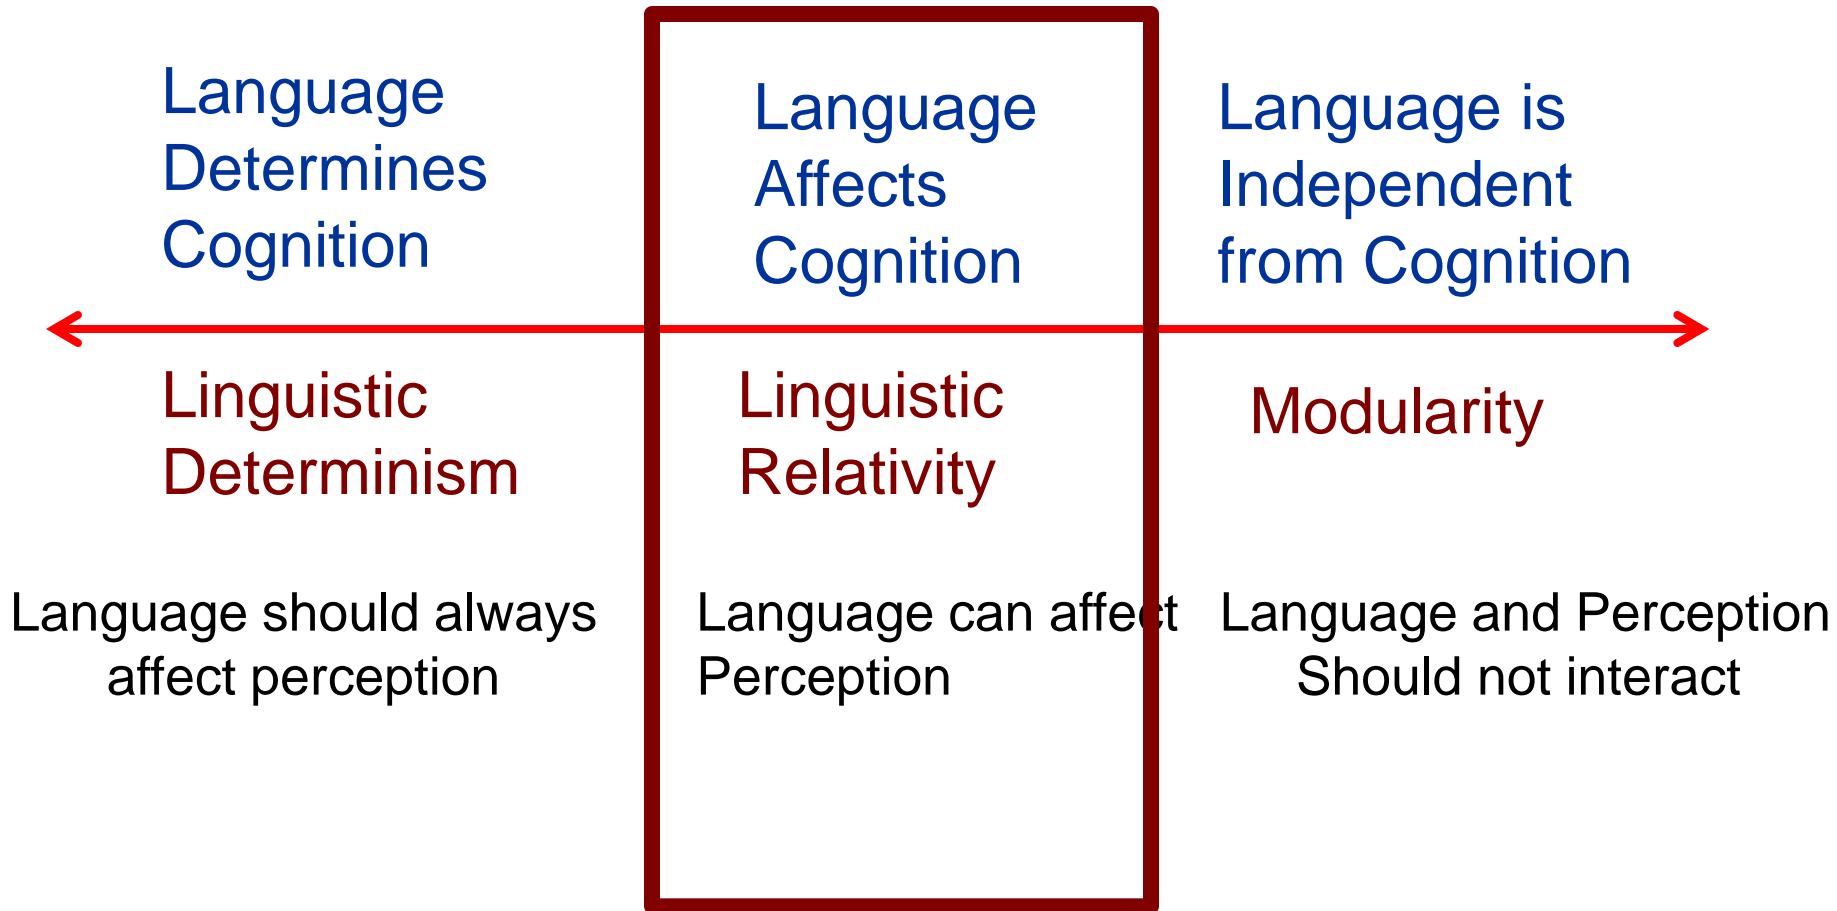 Language
Determines
Cognition
Language
Affects
Cognition
Language is
Independent
from Cognition
Linguistic
Determinism
Linguistic
Relativity
Modularity
Language should always
affect perception
Language can affect
Perception
Language and Perception
Should not interact